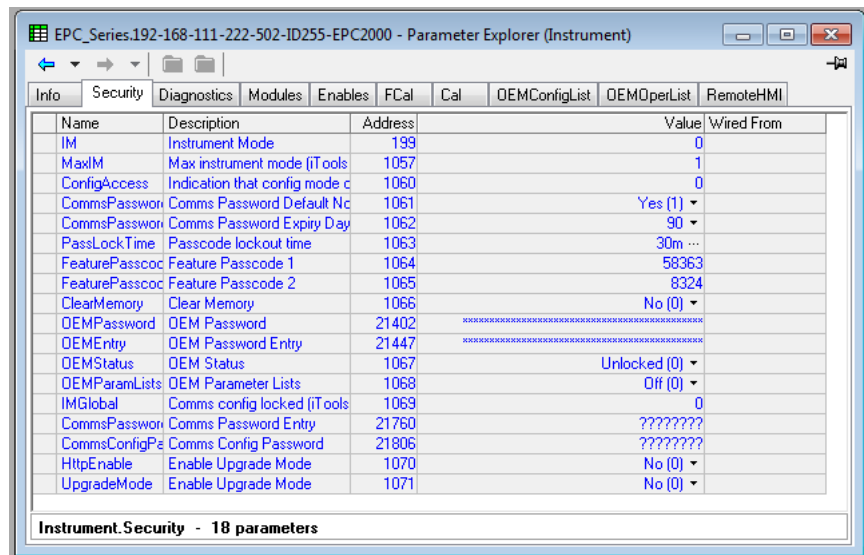 EPC_Series.192-168-111-222-502-ID255-EPC2000 - Parameter Explorer (Instrument)
Info Security Diagnostics Modules Enables FCal Cal OEMConfigList OEMOperList RemoteHMI
Name Description Address Value Wired From
IM Instrument Mode 199 0
MaxIM Max instrument mode (iTools 1057 1
ConfigAccess Indication that config mode c 1060 0
CommsPassword Comms Password Default No 1061 Yes (1)
CommsPassword Comms Password Expiry Day 1062 90
PassLockTime Passcode lockout time 1063 30m ...
FeaturePasscod Feature Passcode 1 1064 58363
FeaturePasscod Feature Passcode 2 1065 8324
ClearMemory Clear Memory 1066 No (0)
OEMPassword OEM Password 21402 ************************************************
OEMEntry OEM Password Entry 21447 ************************************************
OEMStatus OEM Status 1067 Unlocked (0)
OEMParamLists OEM Parameter Lists 1068 Off (0)
IMGlobal Comms config locked (iTools 1069 0
CommsPassword Comms Password Entry 21760 ????????
CommsConfigPa Comms Config Password 21806 ????????
HttpEnable Enable Upgrade Mode 1070 No (0)
UpgradeMode Enable Upgrade Mode 1071 No (0)
Instrument.Security - 18 parameters